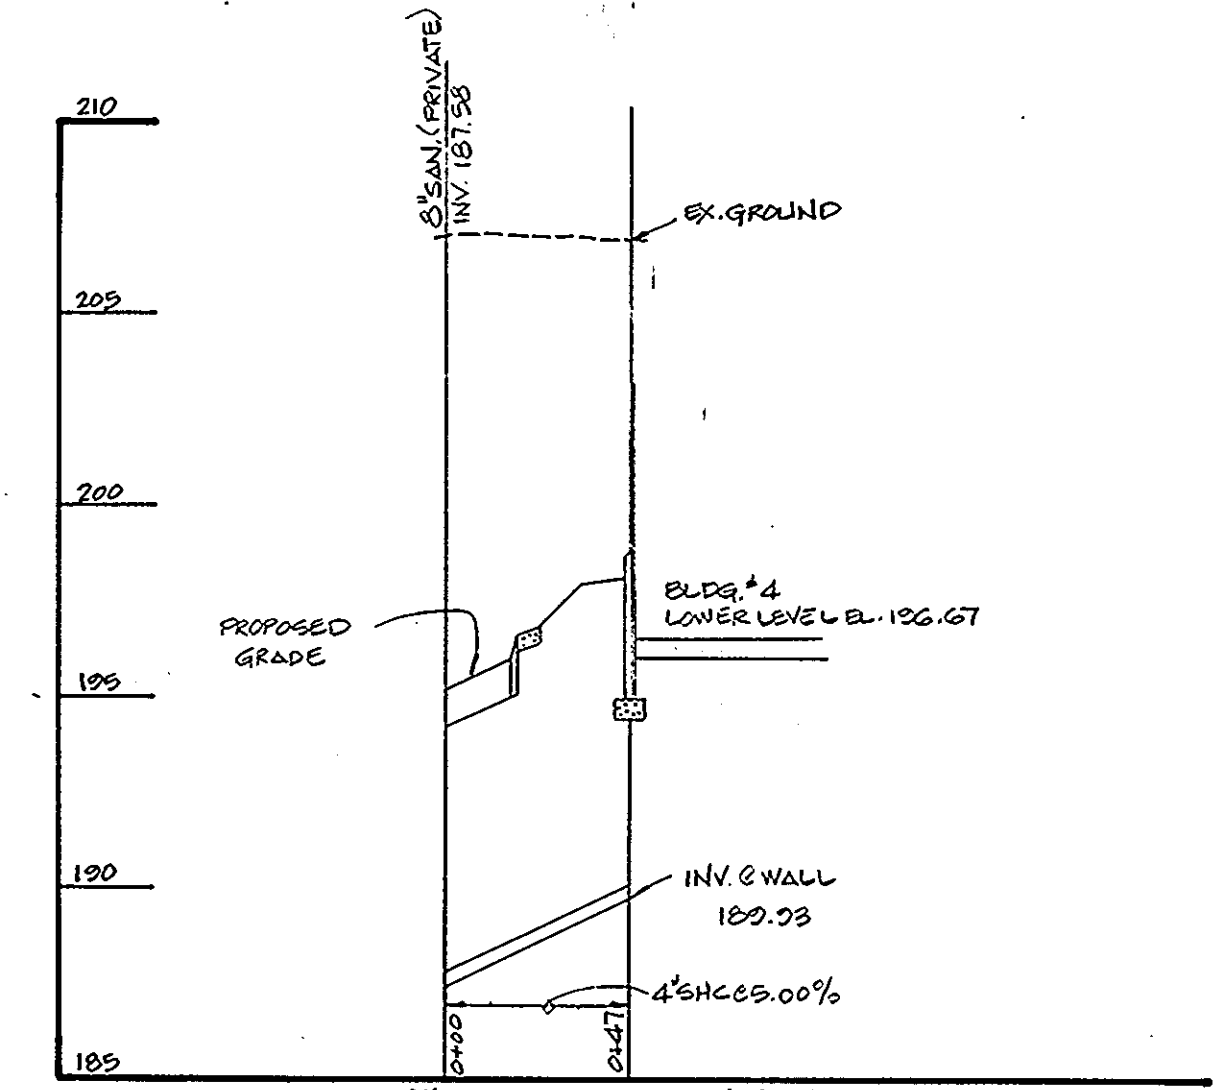 8" SAN. (PRIVATE)
INV. 187.58
210
EX. GROUND
205
200
BLDG. #4
LOWER LEVEL EL. 196.67
PROPOSED
GRADE
195
190
INV. @ WALL
189.93
4" SHC @ 5.00%
0+00
0+47
185